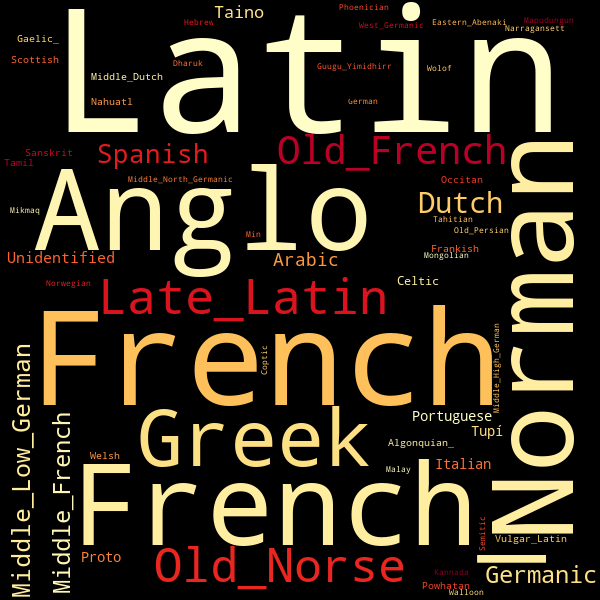 Latin
Taino
Phoenician
Hebrew
West_Germanic
Eastern_Abenaki
Mapudungun
Narragansett
Gaelic_
Scottish
Dharuk
Guugu_Yimidhirr
Wolof
Middle_Dutch
Nahuatl
German
Sanskrit
Tamil
Spanish
Old_French
Norman
Middle_North_Germanic
Anglo
Occitan
Dutch
Tahitian
Old_Persian
Mikmaq
Min
Frankish
Mongolian
Unidentified
Arabic
Norwegian
Late_Latin
Celtic
French
Coptic
Middle_High_German
Middle_Low_German
Middle_French
Greek
Portuguese
Tupí
Algonquian_
Welsh
French
Malay
Italian
Semitic
Vulgar_Latin
Proto
Old_Norse
Kannada
Powhatan
Walloon
Germanic